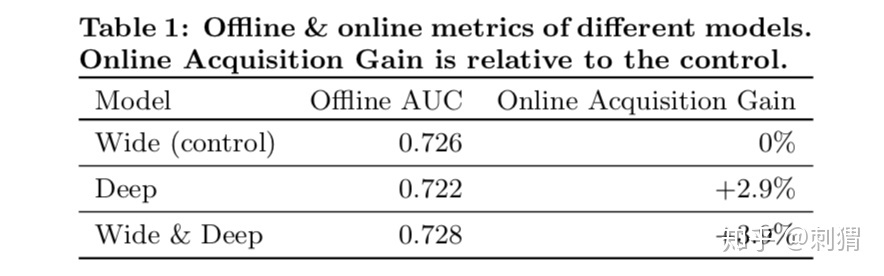 Table 1: Offline & online metrics of different models.
Online Acquisition Gain is relative to the control.
Model Offline AUC Online Acquisition Gain
Wide (control) 0.726 0%
Deep 0.722 +2.9%
Wide & Deep 0.728 +3.9%
知乎 @刺猬